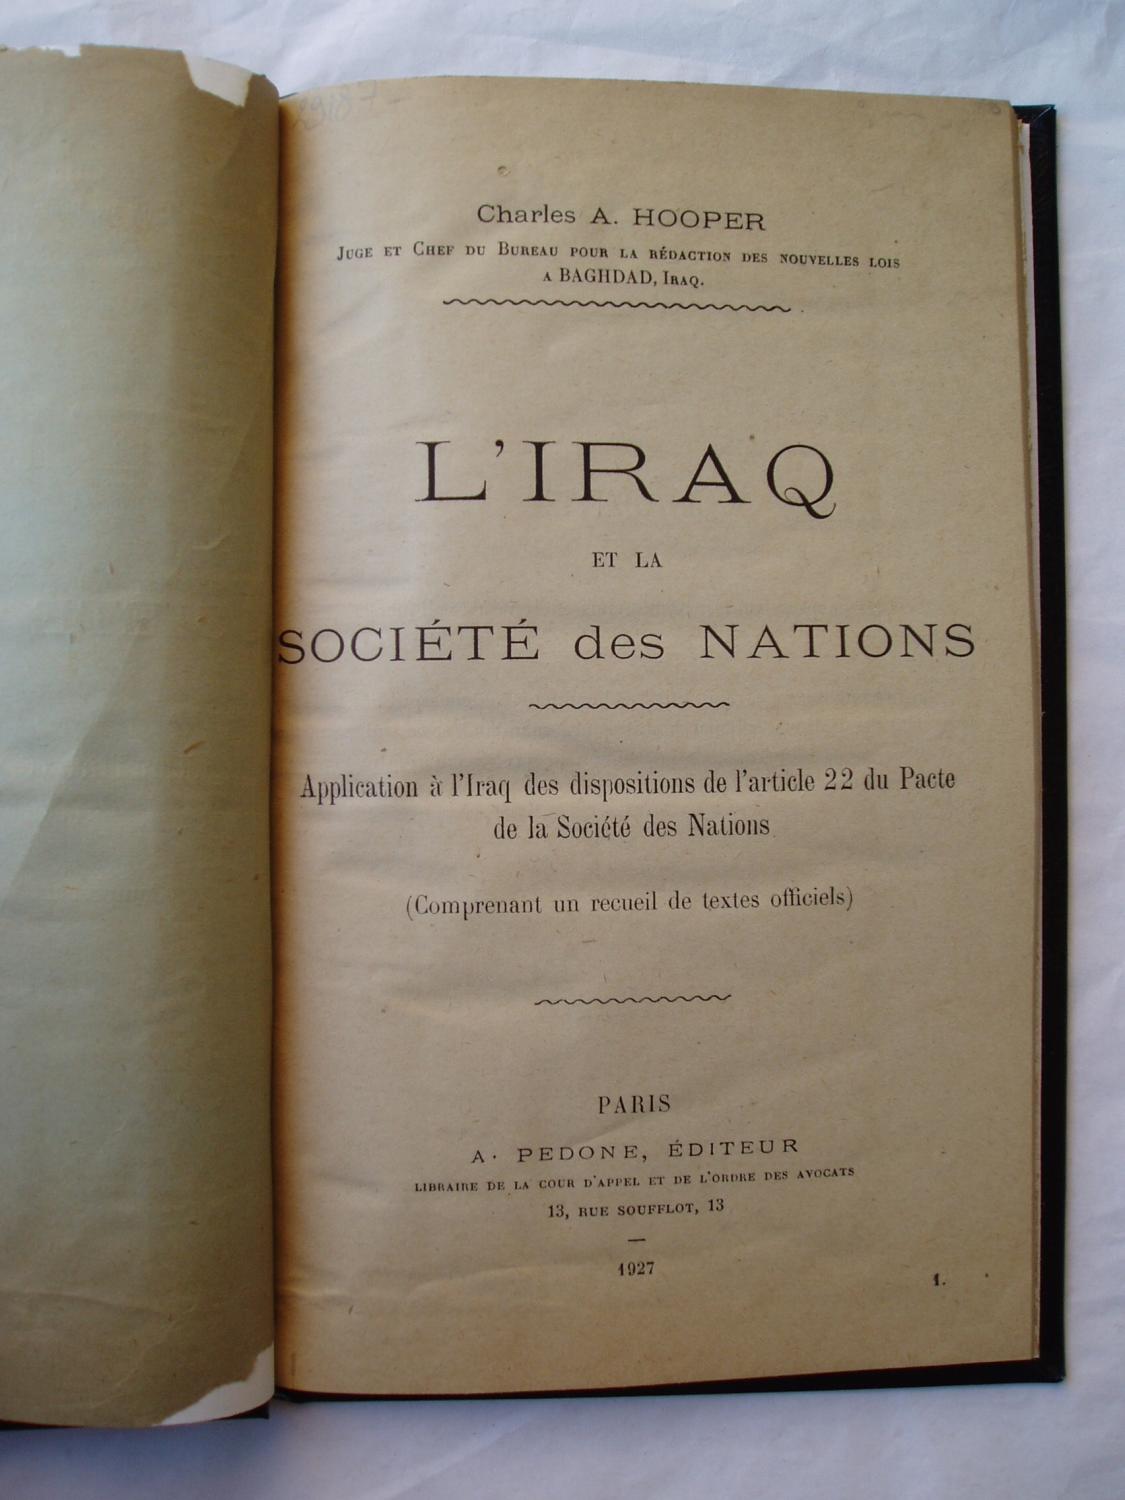 Charles A. HOOPER
JUGE ET CHEF DU BUREAU POUR LA RÉDACTION DES NOUVELLES LOIS
A BAGHDAD, IRAQ.
L'IRAQ
ET LA
SOCIÉTÉ des NATIONS
Application à l'Iraq des dispositions de l'article 22 du Pacte
de la Société des Nations
(Comprenant un recueil de textes officiels)
PARIS
A. PEDONE, ÉDITEUR
LIBRAIRE DE LA COUR D'APPEL ET DE L'ORDRE DES AVOCATS
13, RUE SOUFFLOT, 13
1927
1.